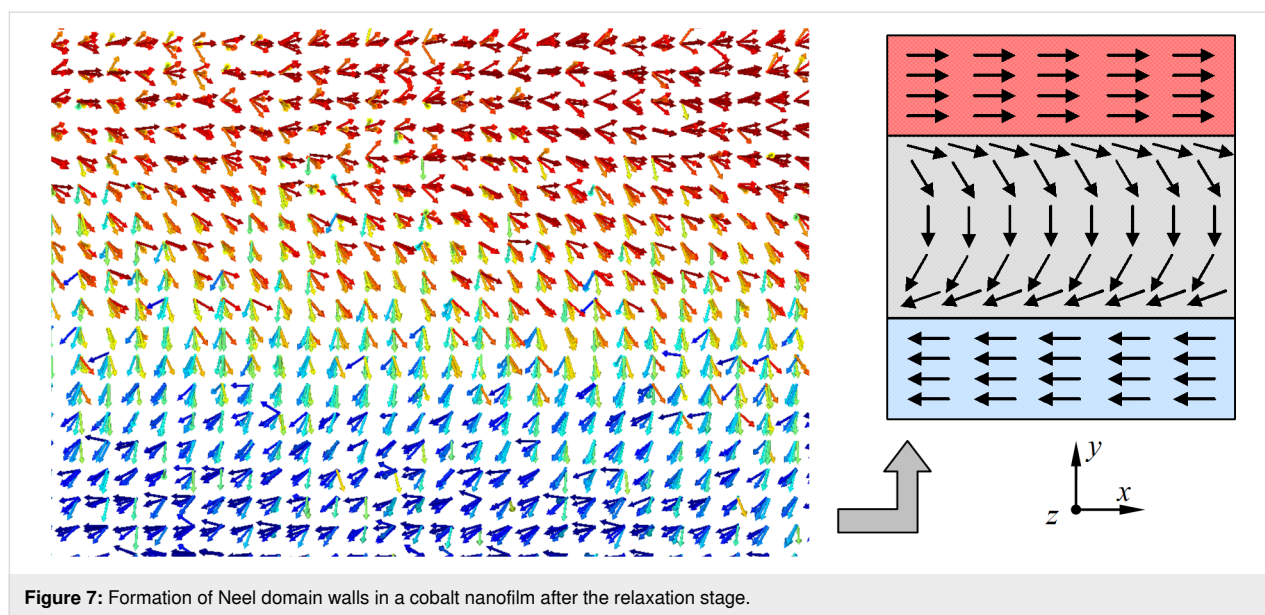 y
x
z
Figure 7: Formation of Neel domain walls in a cobalt nanofilm after the relaxation stage.